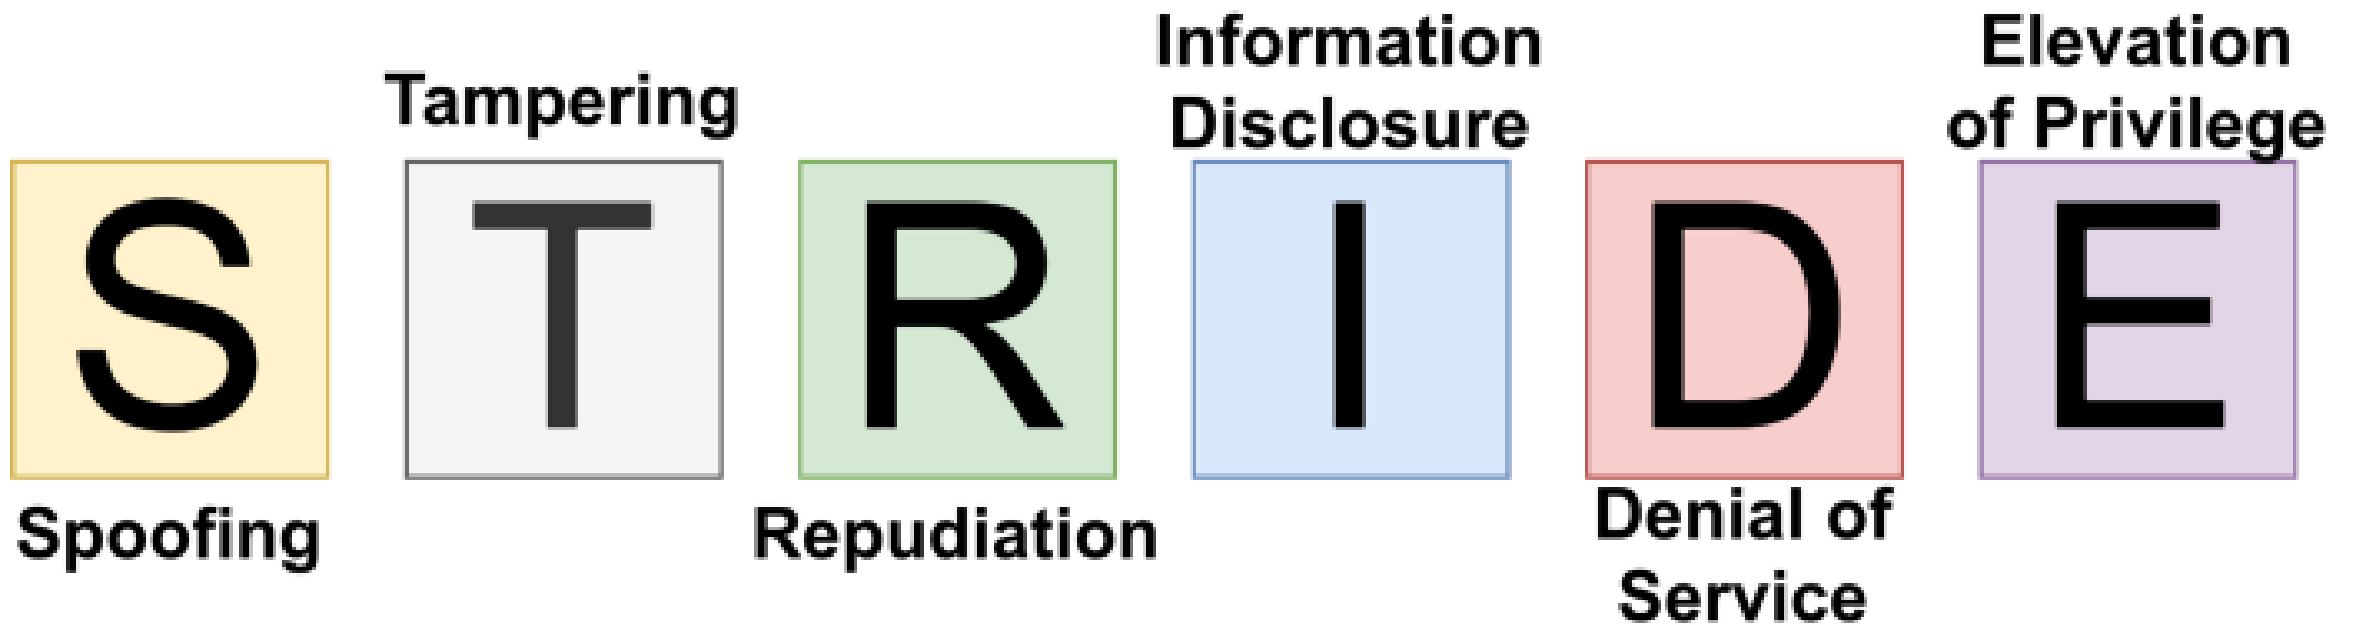 S
Spoofing
Tampering
T
R
Repudiation
Information
Disclosure
I
D
Denial of
Service
Elevation
of Privilege
E